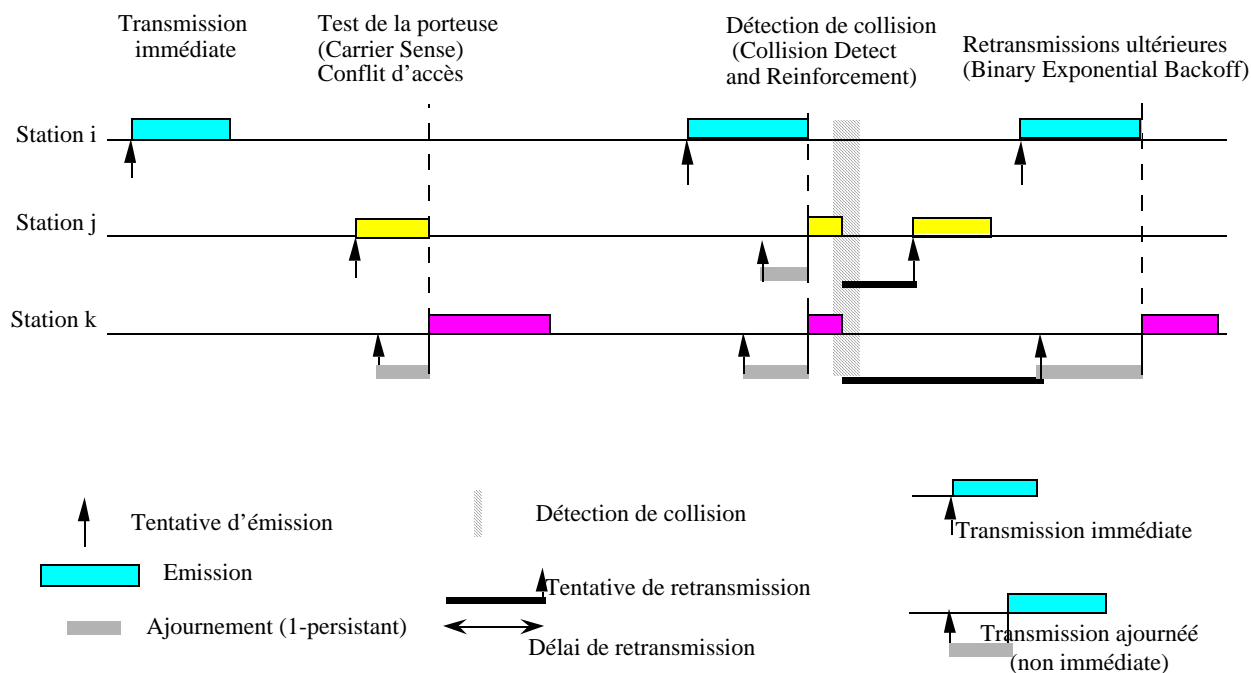 Transmission
immédiate
Test de la porteuse
(Carrier Sense)
Conflit d'accès
Détection de collision
(Collision Detect
and Reinforcement)
Retransmissions ultérieures
(Binary Exponential Backoff)
Station i
Station j
Station k
Tentative d'émission
Emission
Ajournement (1-persistant)
Détection de collision
Tentative de retransmission
Délai de retransmission
Transmission immédiate
Transmission ajournéé
(non immédiate)